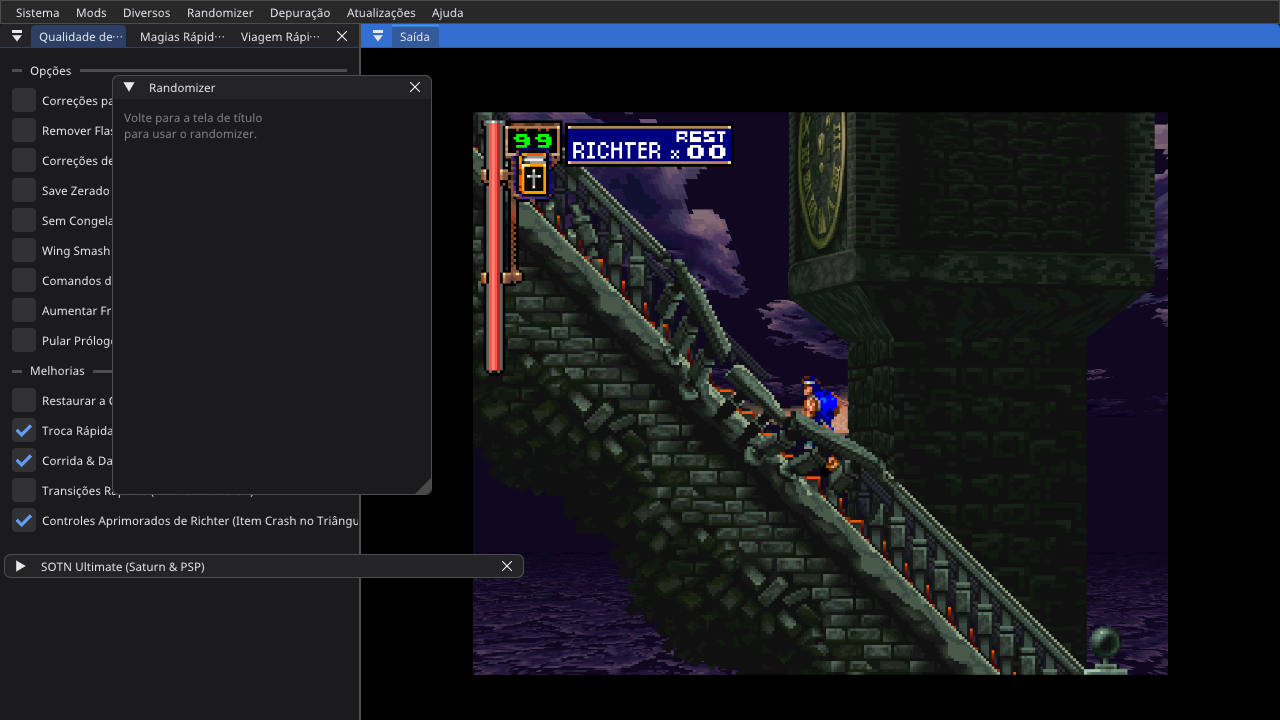 Sistema Mods Diversos Randomizer Depuração Atualizações Ajuda
Qualidade de··· Magias Rápid··· Viagem Rápi···
Saída
Opções
Correções pa
Remover Flas
Correções de
Save Zerado
Sem Congela
Wing Smash
Comandos d
Aumentar Fr
Pular Prólogo
Melhorias
Restaurar a
Troca Rápida
Corrida & Da
Transições
Controles Aprimorados de Richter (Item Crash no Triângu
Randomizer
Volte para a tela de título
para usar o randomizer.
SOTN Ultimate (Saturn & PSP)
99
REST
RICHTER x 00